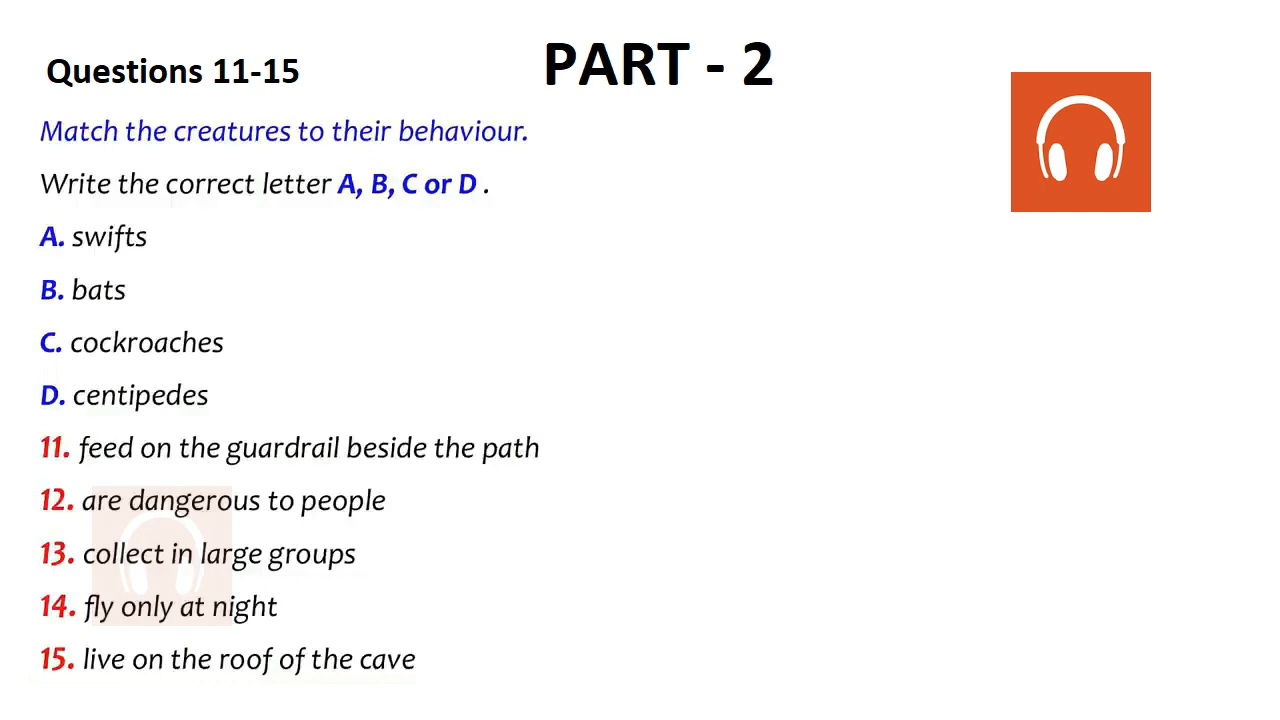 PART - 2
Questions 11-15
Match the creatures to their behaviour.
Write the correct letter A, B, C or D .
A. swifts
B. bats
C. cockroaches
D. centipedes
11. feed on the guardrail beside the path
12. are dangerous to people
13. collect in large groups
14. fly only at night
15. live on the roof of the cave